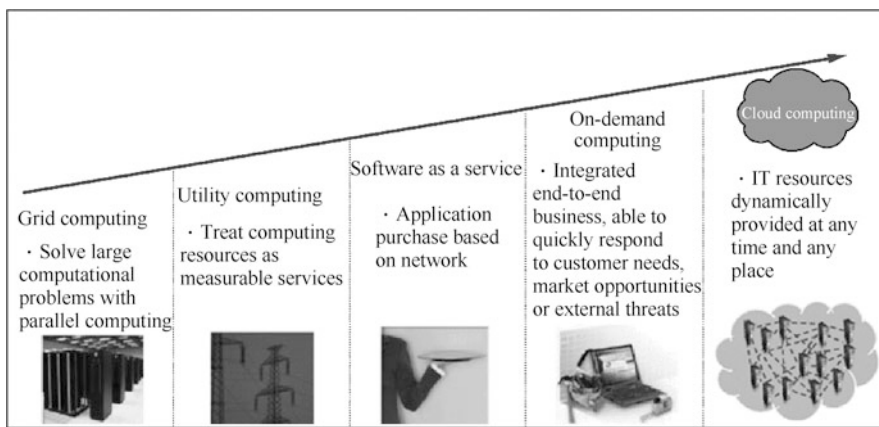 Grid computing
· Solve large
computational
problems with
parallel computing
Utility computing
· Treat computing
resources as
measurable services
Software as a service
· Application
purchase based
on network
On-demand
computing
· Integrated
end-to-end
business, able to
quickly respond
to customer needs,
market opportunities
or external threats
Cloud computing
· IT resources
dynamically
provided at any
time and any
place